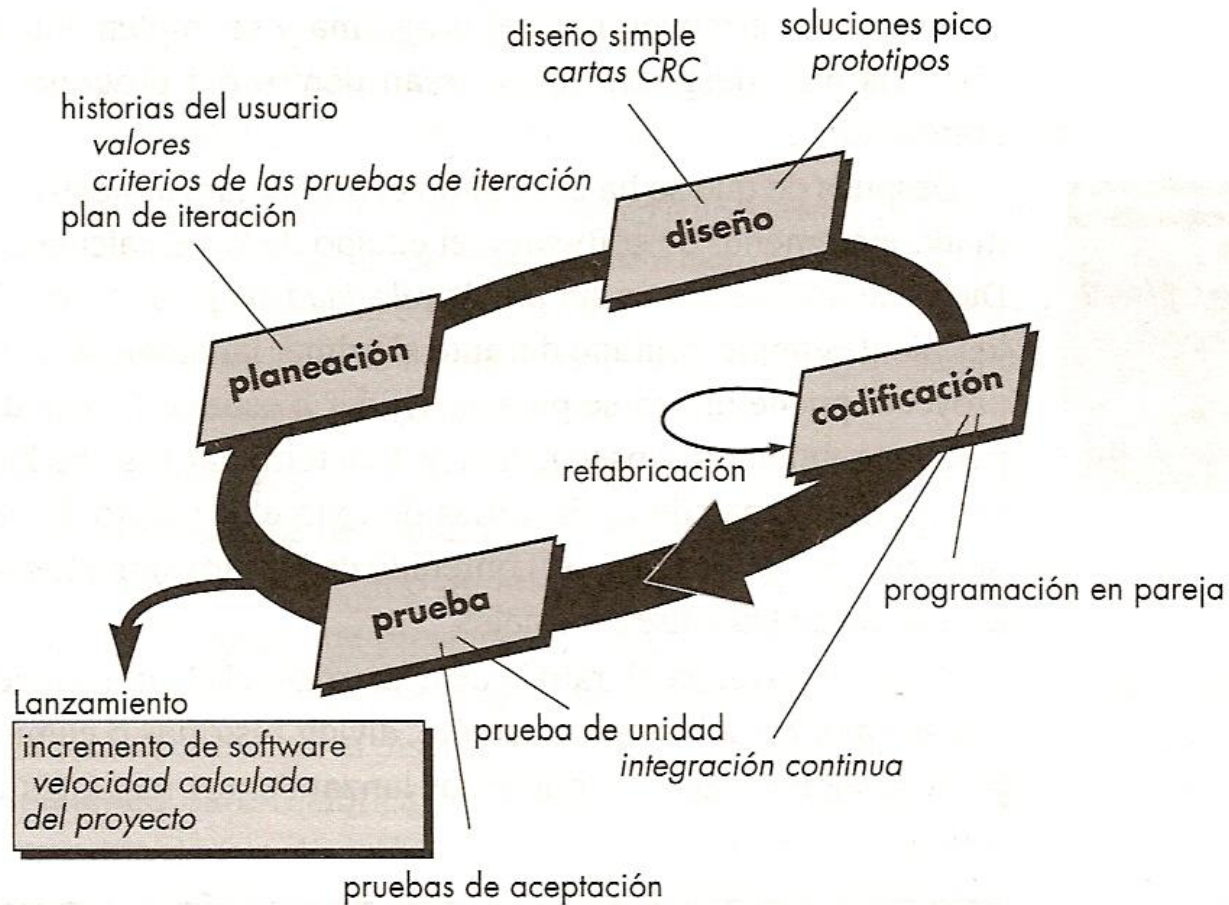 diseño simple
cartas CRC
soluciones pico
prototipos
historias del usuario
valores
criterios de las pruebas de iteración
plan de iteración
diseño
planeación
codificación
refabricación
programación en pareja
prueba
prueba de unidad
integración continua
Lanzamiento
incremento de software
velocidad calculada
del proyecto
pruebas de aceptación